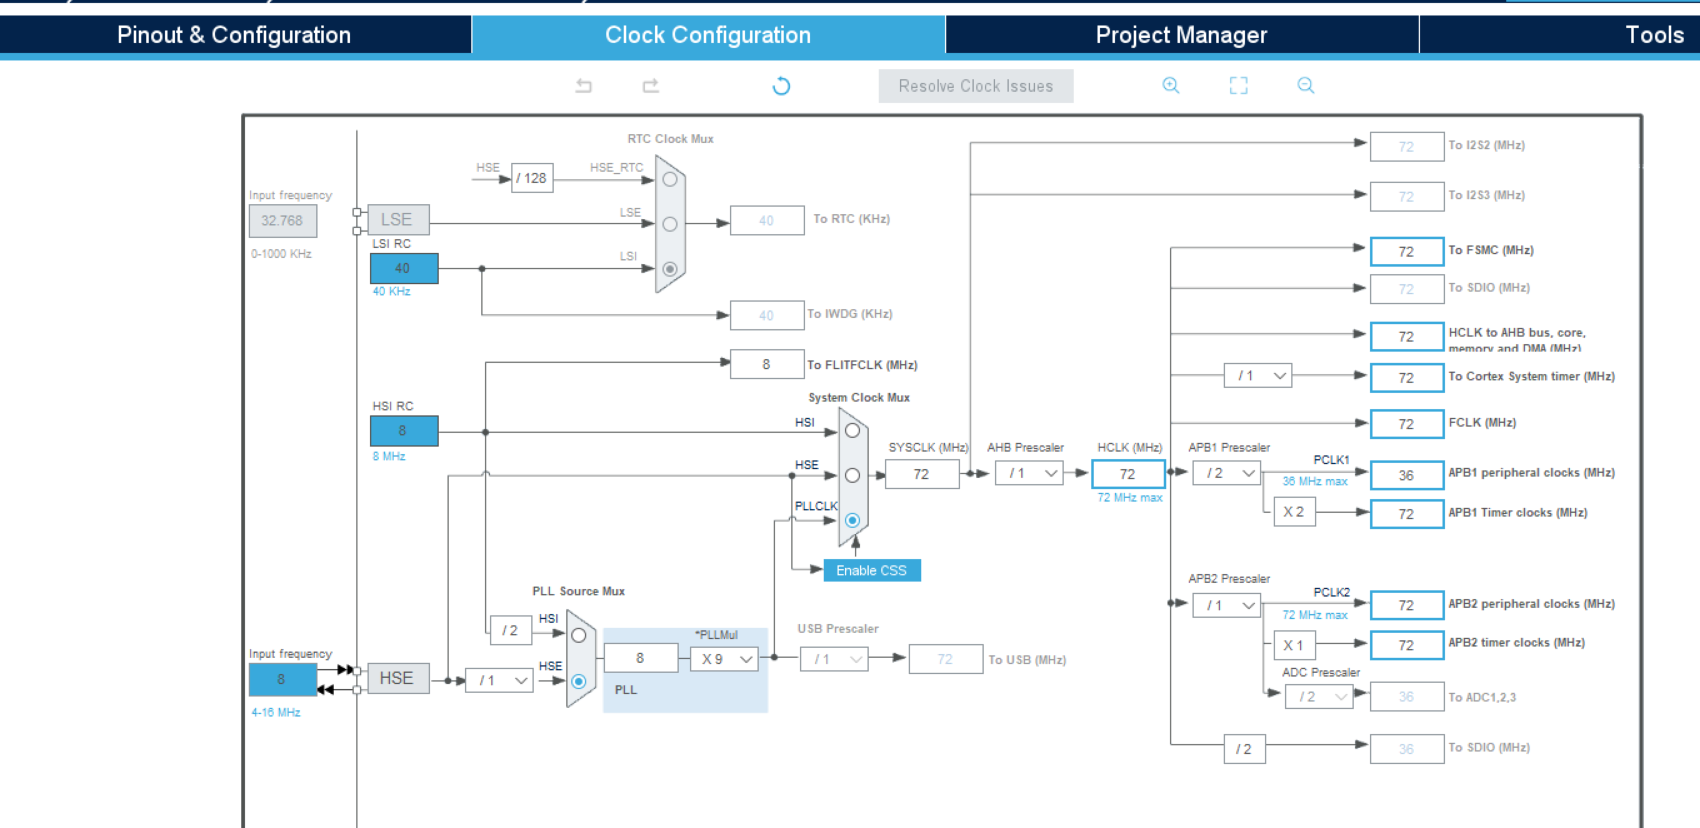 Pinout & Configuration
Clock Configuration
Project Manager
Tools
Resolve Clock Issues
RTC Clock Mux
HSE
/ 128
HSE_RTC
Input frequency
32.768
0-1000 KHz
LSE
LSE
40
To RTC (KHz)
LSI RC
40
40 KHz
LSI
40
To IWDG (KHz)
8
To FLITFCLK (MHz)
HSI RC
8
8 MHz
System Clock Mux
HSI
HSE
PLLCLK
Enable CSS
SYSCLK (MHz)
72
AHB Prescaler
/ 1
HCLK (MHz)
72
72 MHz max
72
To I2S2 (MHz)
72
To I2S3 (MHz)
72
To FSMC (MHz)
72
To SDIO (MHz)
72
HCLK to AHB bus, core,
memory and DMA (MHz)
/ 1
72
To Cortex System timer (MHz)
72
FCLK (MHz)
APB1 Prescaler
/ 2
PCLK1
36 MHz max
36
APB1 peripheral clocks (MHz)
X 2
72
APB1 Timer clocks (MHz)
APB2 Prescaler
/ 1
PCLK2
72 MHz max
72
APB2 peripheral clocks (MHz)
X 1
72
APB2 timer clocks (MHz)
ADC Prescaler
/ 2
36
To ADC1,2,3
/ 2
36
To SDIO (MHz)
PLL Source Mux
/ 2
HSI
Input frequency
8
4-16 MHz
HSE
/ 1
HSE
8
*PLLMul
X 9
PLL
USB Prescaler
/ 1
72
To USB (MHz)